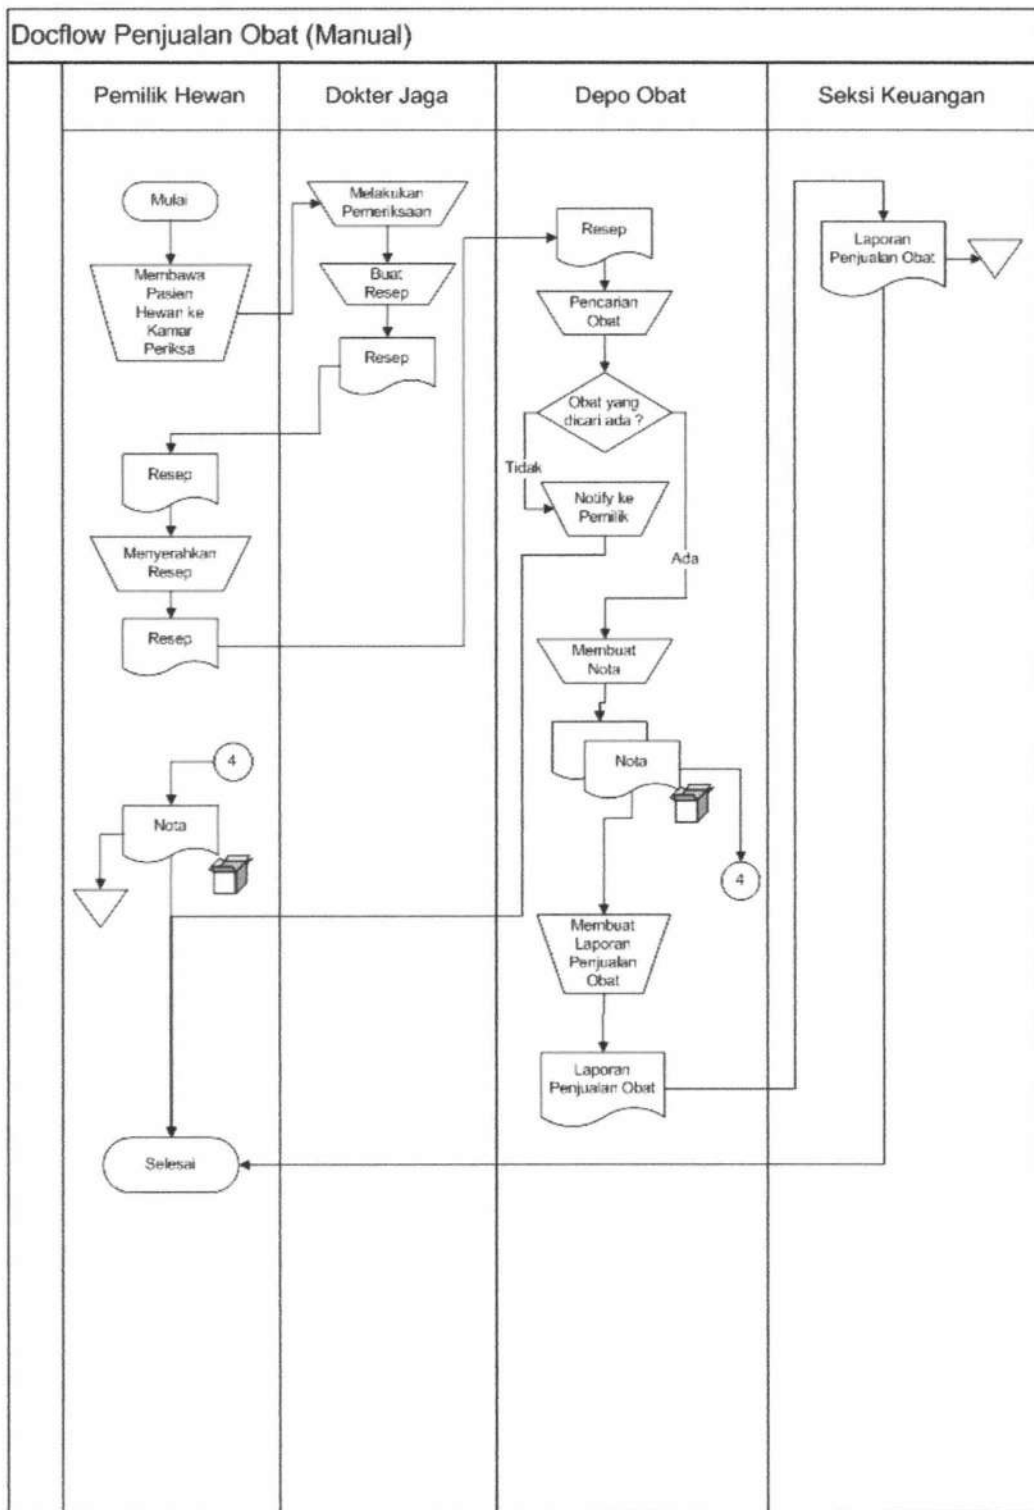 Docflow Penjualan Obat (Manual)
Pemilik Hewan
Dokter Jaga
Depo Obat
Seksi Keuangan
Mulai
Membawa
Pasien
Hewan ke
Kamar
Periksa
Melakukan
Pemeriksaan
Buat
Resep
Resep
Resep
Menyerahkan
Resep
Resep
Resep
Pencarian
Obat
Obat yang
dicari ada ?
Tidak
Notify ke
Pemilik
Ada
Membuat
Nota
Nota
4
4
Nota
Membuat
Laporan
Penjualan
Obat
Laporan
Penjualan Obat
Laporan
Penjualan Obat
Selesai